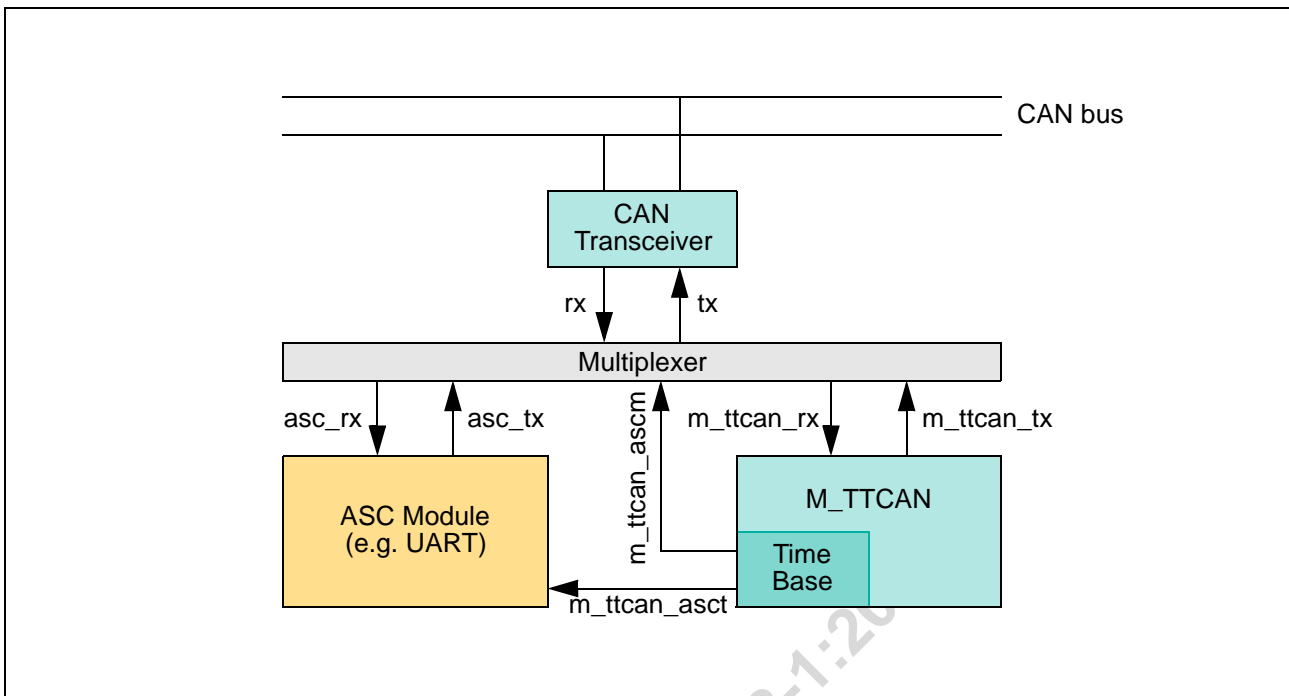 CAN bus
CAN
Transceiver
rx
tx
Multiplexer
asc_rx
asc_tx
m_ttcan_ascm
m_ttcan_rx
m_ttcan_tx
ASC Module
(e.g. UART)
M_TTCAN
Time
Base
m_ttcan_asct